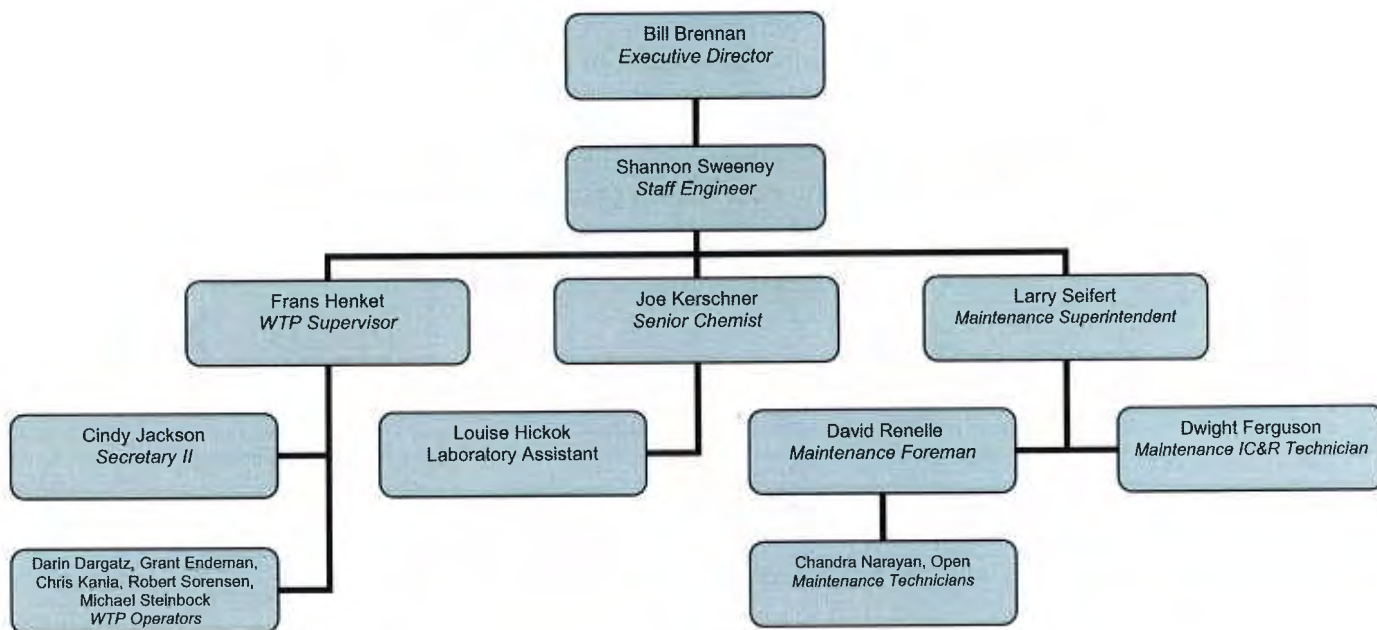 Bill Brennan
Executive Director
Shannon Sweeney
Staff Engineer
Frans Henket
WTP Supervisor
Joe Kerschner
Senior Chemist
Larry Seifert
Maintenance Superintendent
Cindy Jackson
Secretary II
Louise Hickok
Laboratory Assistant
David Renelle
Maintenance Foreman
Dwight Ferguson
Maintenance IC&R Technician
Darin Dargatz, Grant Endeman,
Chris Kania, Robert Sorensen,
Michael Steinbock
WTP Operators
Chandra Narayan, Open
Maintenance Technicians